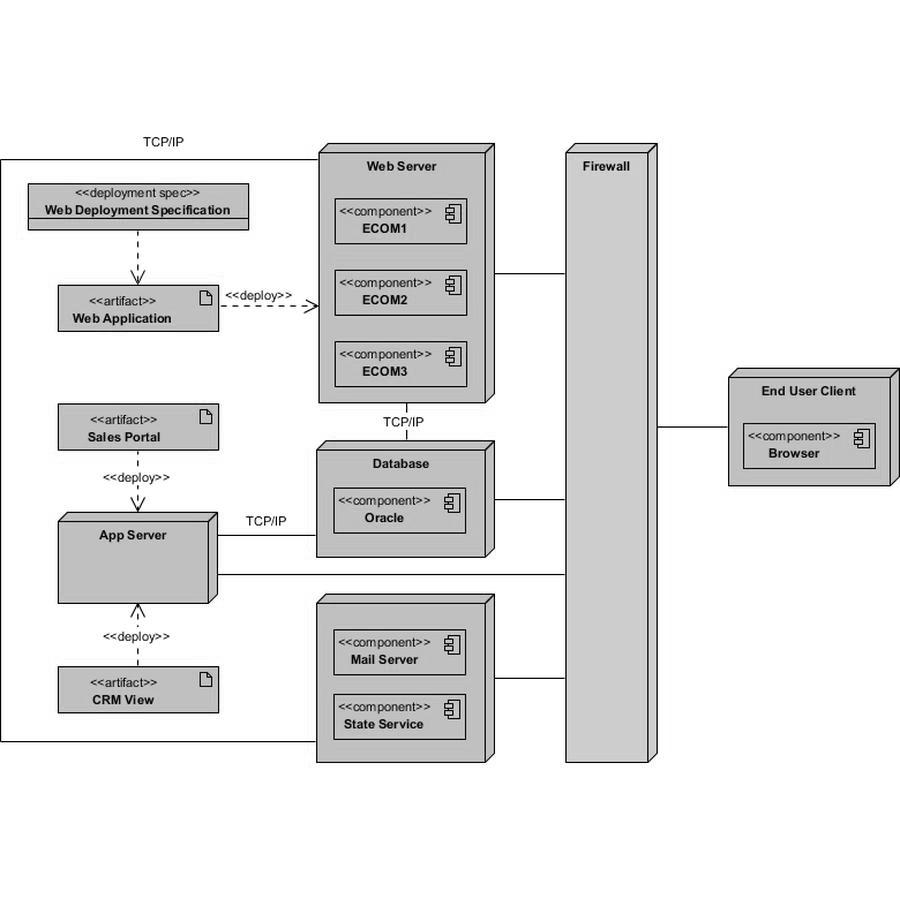 TCP/IP
<<deployment spec>>
Web Deployment Specification
<<artifact>>
Web Application
<<deploy>>
Web Server
<<component>>
ECOM1
<<component>>
ECOM2
<<component>>
ECOM3
TCP/IP
Firewall
<<artifact>>
Sales Portal
<<deploy>>
App Server
TCP/IP
Database
<<component>>
Oracle
<<deploy>>
<<artifact>>
CRM View
<<component>>
Mail Server
<<component>>
State Service
End User Client
<<component>>
Browser